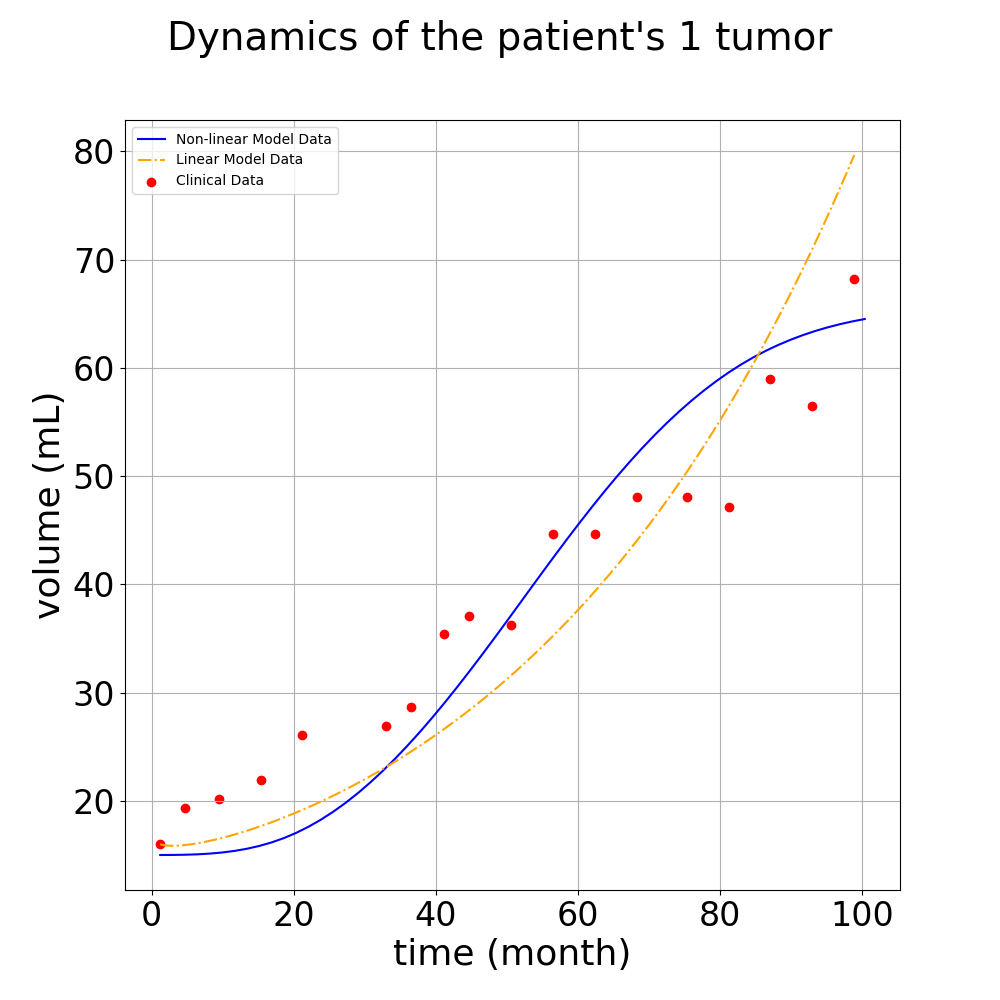 Dynamics of the patient's 1 tumor
Non-linear Model Data
Linear Model Data
Clinical Data
80
70
60
50
40
30
20
volume (mL)
0 20 40 60 80 100
time (month)